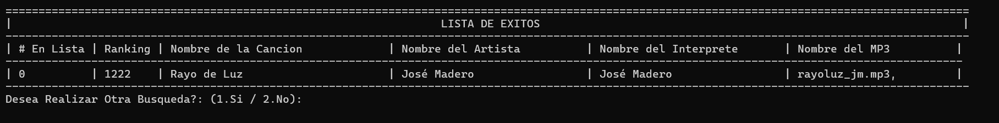 ==================================================================================================================================================
| LISTA DE EXITOS |
--------------------------------------------------------------------------------------------------------------------------------------------------
| # En Lista | Ranking | Nombre de la Cancion | Nombre del Artista | Nombre del Interprete | Nombre del MP3 |
-------------------------------------------------------------------------------------------------------------------------------------------------
| 0 | 1222 | Rayo de Luz | José Madero | José Madero | rayoluz_jm.mp3, |
--------------------------------------------------------------------------------------------------------------------------------------------------
Desea Realizar Otra Busqueda?: (1.Si / 2.No):